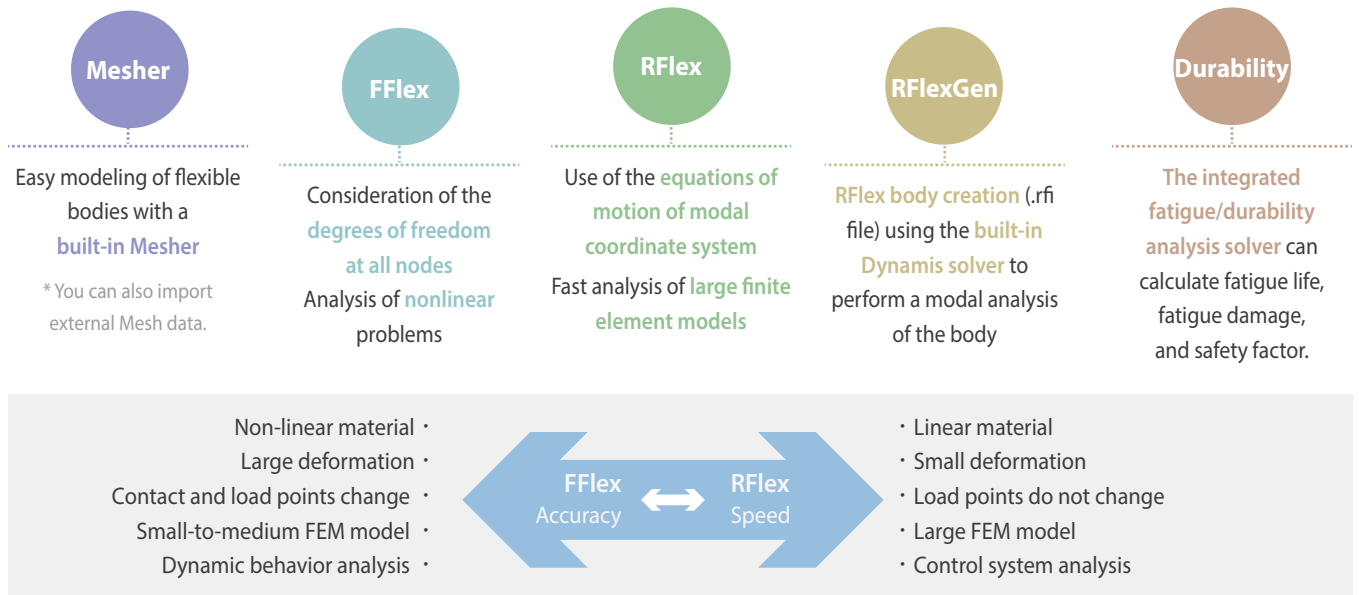 Mesher
Easy modeling of flexible
bodies with a
built-in Mesher
* You can also import
external Mesh data.
FFlex
Consideration of the
degrees of freedom
at all nodes
Analysis of nonlinear
problems
RFlex
Use of the equations of
motion of modal
coordinate system
Fast analysis of large finite
element models
RFlexGen
RFlex body creation (.rfi
file) using the built-in
Dynamis solver to
perform a modal analysis
of the body
Durability
The integrated
fatigue/durability
analysis solver can
calculate fatigue life,
fatigue damage,
and safety factor.
Non-linear material ·
Large deformation ·
Contact and load points change ·
Small-to-medium FEM model ·
Dynamic behavior analysis ·
FFlex
Accuracy
RFlex
Speed
· Linear material
· Small deformation
· Load points do not change
· Large FEM model
· Control system analysis